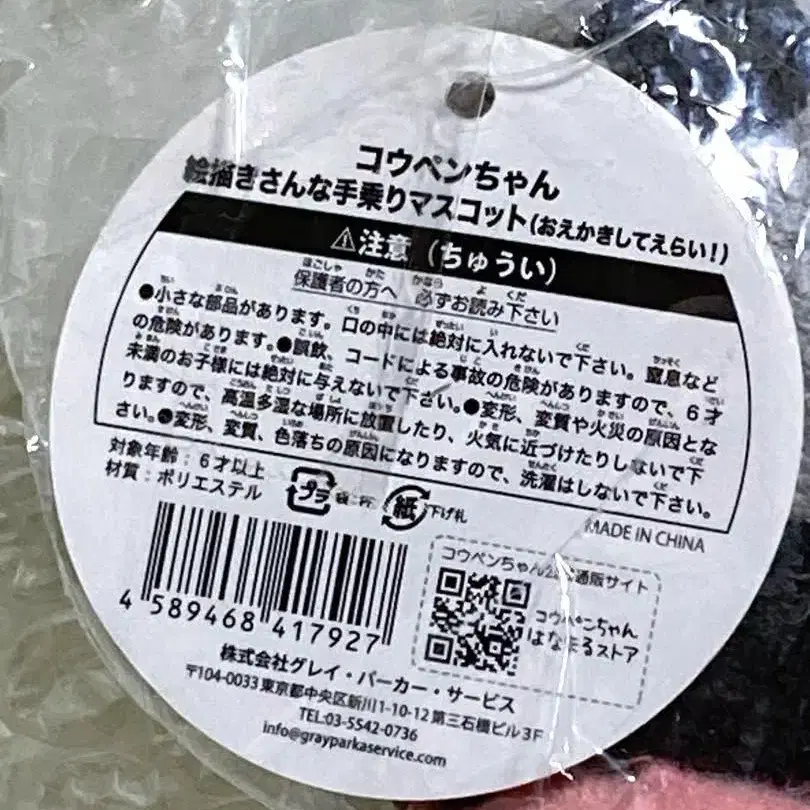 コウペンちゃん
絵描きさんな手乗りマスコット(おえかきしてえらい!)
⚠注意(ちゅうい)
保護者の方へ 必ずお読み下さい
●小さな部品があります。口の中には絶対に入れないで下さい。窒息など
の危険があります。●誤飲、コードによる事故の危険がありますので、6才
未満のお子様には絶対に与えないで下さい。●変形、変質や火災の原因とな
りますので、高温多湿な場所に放置したり、火気に近づけたりしないで下
さい。●変形、変質、色落ちの原因になりますので、洗濯はしないで下さい。
対象年齢:6才以上
材質:ポリエステル
プラ 袋
紙 下げ札
MADE IN CHINA
4 589468 417927
コウペンちゃん公式通販サイト
コウペンちゃん
はなまるストア
株式会社グレイ・パーカー・サービス
〒104-0033 東京都中央区新川1-10-12 第三石橋ビル3F
TEL:03-5542-0736
info@grayparkaservice.com